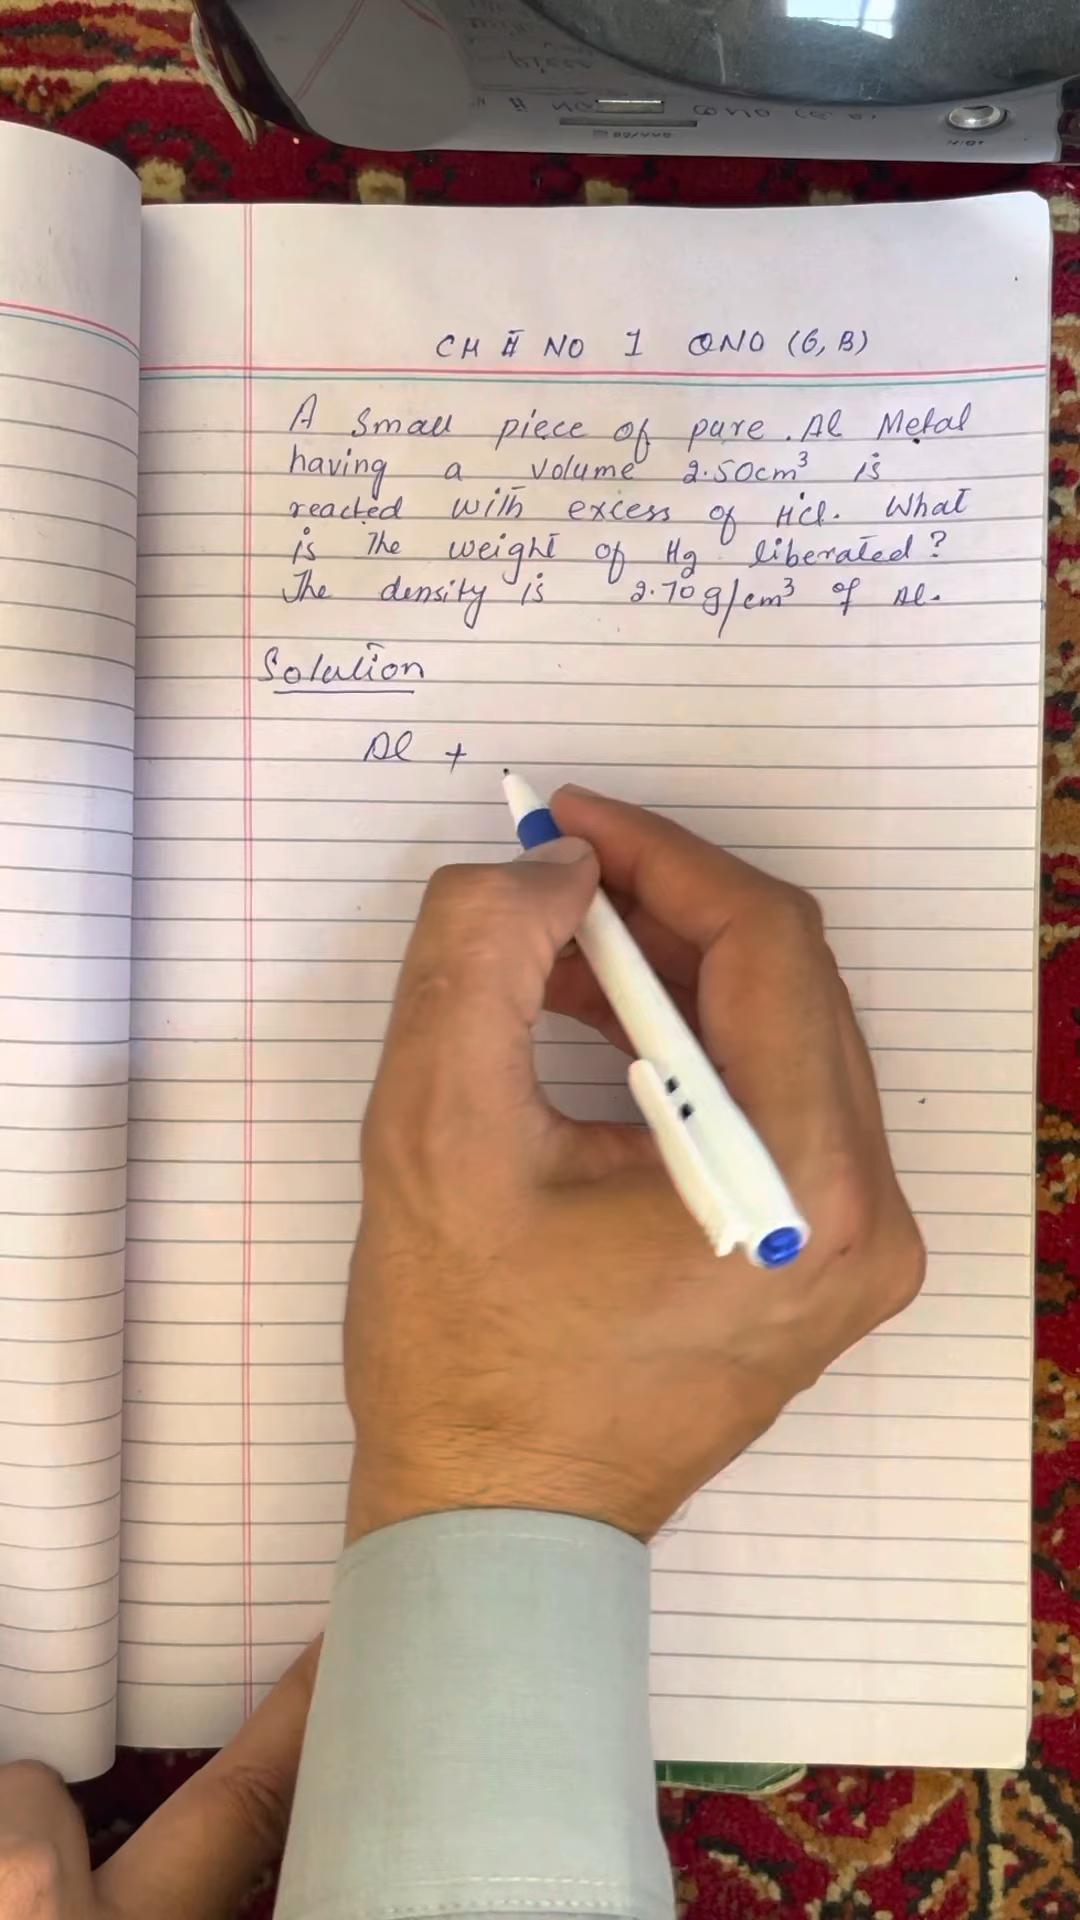 CH # NO 1 QNO (6, B)
A Small piece of pure Al Metal
having a volume 2.50cm³ is
reacted with excess of HCl. What
is the weight of H2 liberated?
The density is 2.70g/cm³ of Al.
Solution
Al +